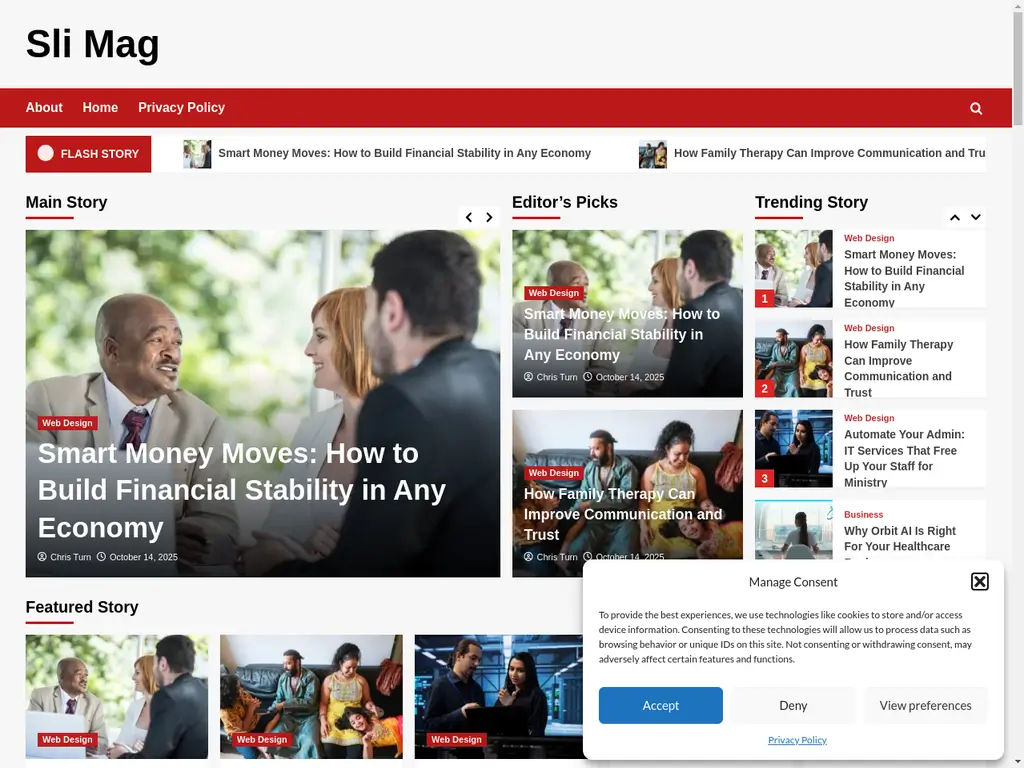 Sli Mag
About Home Privacy Policy
FLASH STORY
Smart Money Moves: How to Build Financial Stability in Any Economy
How Family Therapy Can Improve Communication and Tru
Main Story
Web Design
Smart Money Moves: How to
Build Financial Stability in Any
Economy
Chris Turn October 14, 2025
Editor’s Picks
Web Design
Smart Money Moves: How to
Build Financial Stability in
Any Economy
Chris Turn October 14, 2025
Web Design
How Family Therapy Can
Improve Communication and
Trust
Chris Turn October 14, 2025
Trending Story
1
Web Design
Smart Money Moves:
How to Build Financial
Stability in Any
Economy
2
Web Design
How Family Therapy
Can Improve
Communication and
Trust
3
Web Design
Automate Your Admin:
IT Services That Free
Up Your Staff for
Ministry
Business
Why Orbit AI Is Right
For Your Healthcare
Featured Story
Web Design
Web Design
Web Design
Manage Consent
To provide the best experiences, we use technologies like cookies to store and/or access
device information. Consenting to these technologies will allow us to process data such as
browsing behavior or unique IDs on this site. Not consenting or withdrawing consent, may
adversely affect certain features and functions.
Accept
Deny
View preferences
Privacy Policy